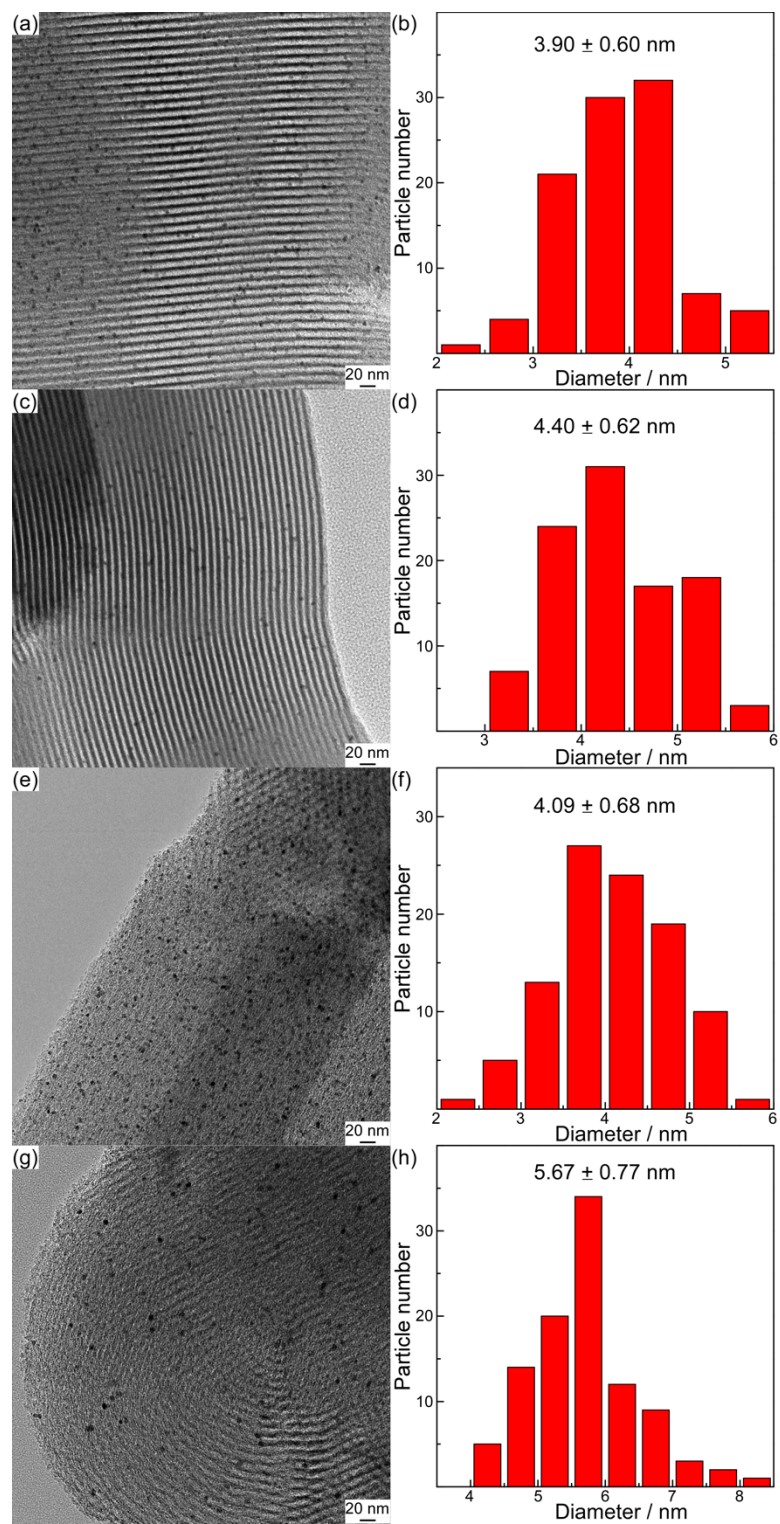 (a)
20 nm
(b)
3.90 ± 0.60 nm
Particle number
30
20
10
2 3 4 5
Diameter / nm
(c)
20 nm
(d)
4.40 ± 0.62 nm
Particle number
30
20
10
3 4 5 6
Diameter / nm
(e)
20 nm
(f)
4.09 ± 0.68 nm
Particle number
30
20
10
2 3 4 5 6
Diameter / nm
(g)
20 nm
(h)
5.67 ± 0.77 nm
Particle number
30
20
10
4 5 6 7 8
Diameter / nm